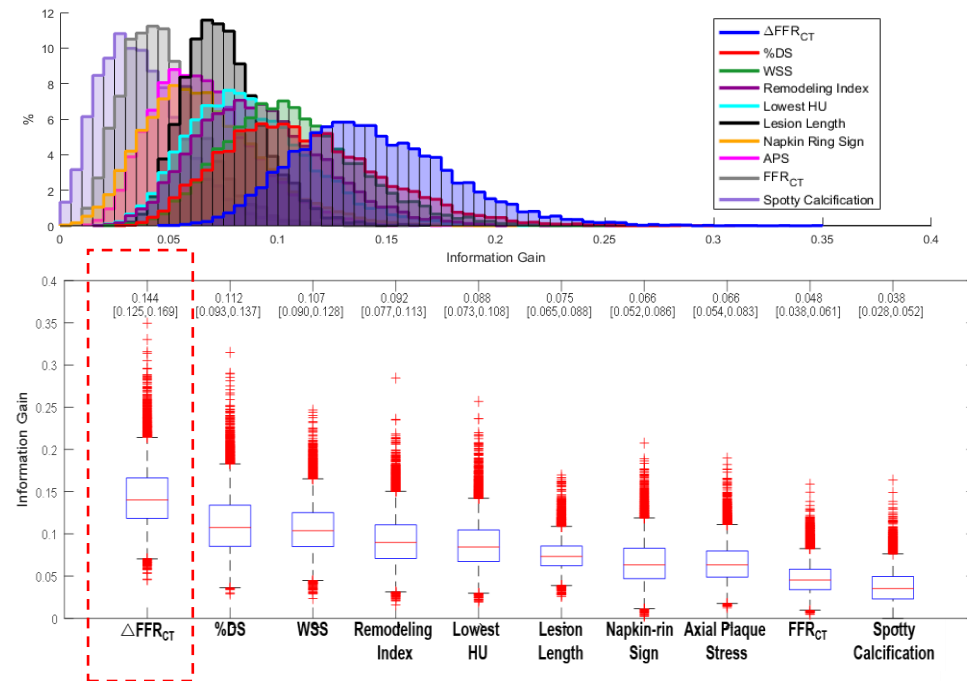 12
10
8
6
4
2
0
%
0
0.05
0.1
0.15
0.2
0.25
0.3
0.35
0.4
Information Gain
△FFRCT
%DS
WSS
Remodeling Index
Lowest HU
Lesion Length
Napkin Ring Sign
APS
FFRCT
Spotty Calcification
0.4
0.35
0.3
0.25
0.2
0.15
0.1
0.05
0
Information Gain
0.144
[0.125,0.169]
0.112
[0.093,0.137]
0.107
[0.090,0.128]
0.092
[0.077,0.113]
0.088
[0.073,0.108]
0.075
[0.065,0.088]
0.066
[0.052,0.086]
0.066
[0.054,0.083]
0.048
[0.038,0.061]
0.038
[0.028,0.052]
△FFRCT
%DS
WSS
Remodeling
Index
Lowest
HU
Lesion
Length
Napkin-rin
Sign
Axial Plaque
Stress
FFRCT
Spotty
Calcification